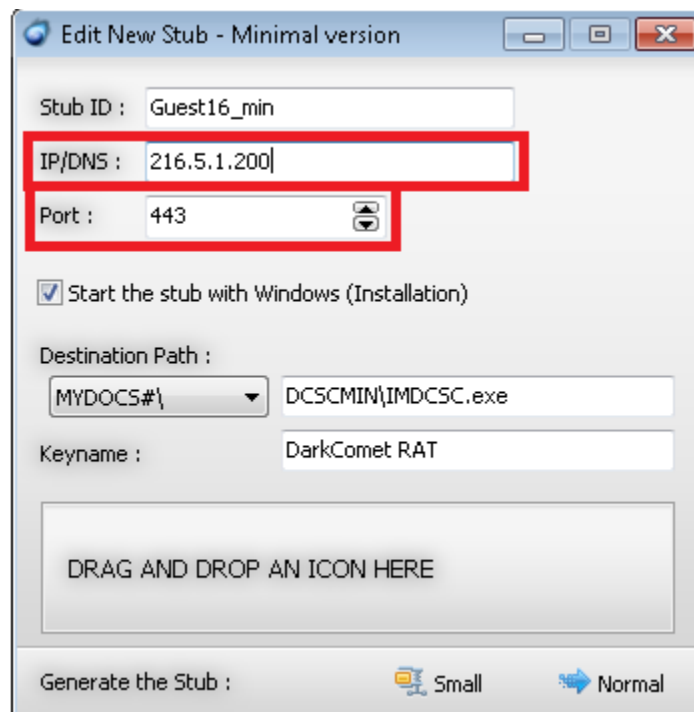 Edit New Stub - Minimal version
Stub ID : Guest16_min
IP/DNS : 216.5.1.200
Port : 443
Start the stub with Windows (Installation)
Destination Path :
MYDOCS#\ DCSCMIN\IMDCSC.exe
Keyname : DarkComet RAT
DRAG AND DROP AN ICON HERE
Generate the Stub : Small Normal